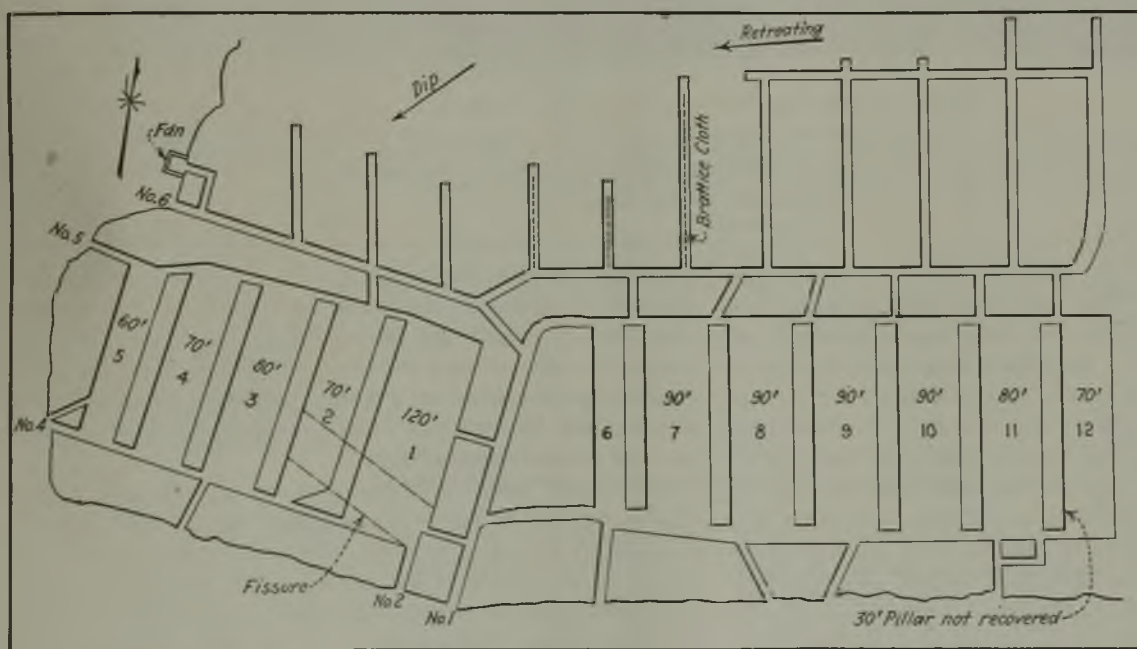 Retreating
Dip
Fan
Brattice Cloth
No.6
No.5
60' 70' 80' 70' 120' 90' 90' 90' 90' 80' 70'
5 4 3 2 1 6 7 8 9 10 11 12
No.4
Fissure
No.2
No.1
30' Pillar not recovered